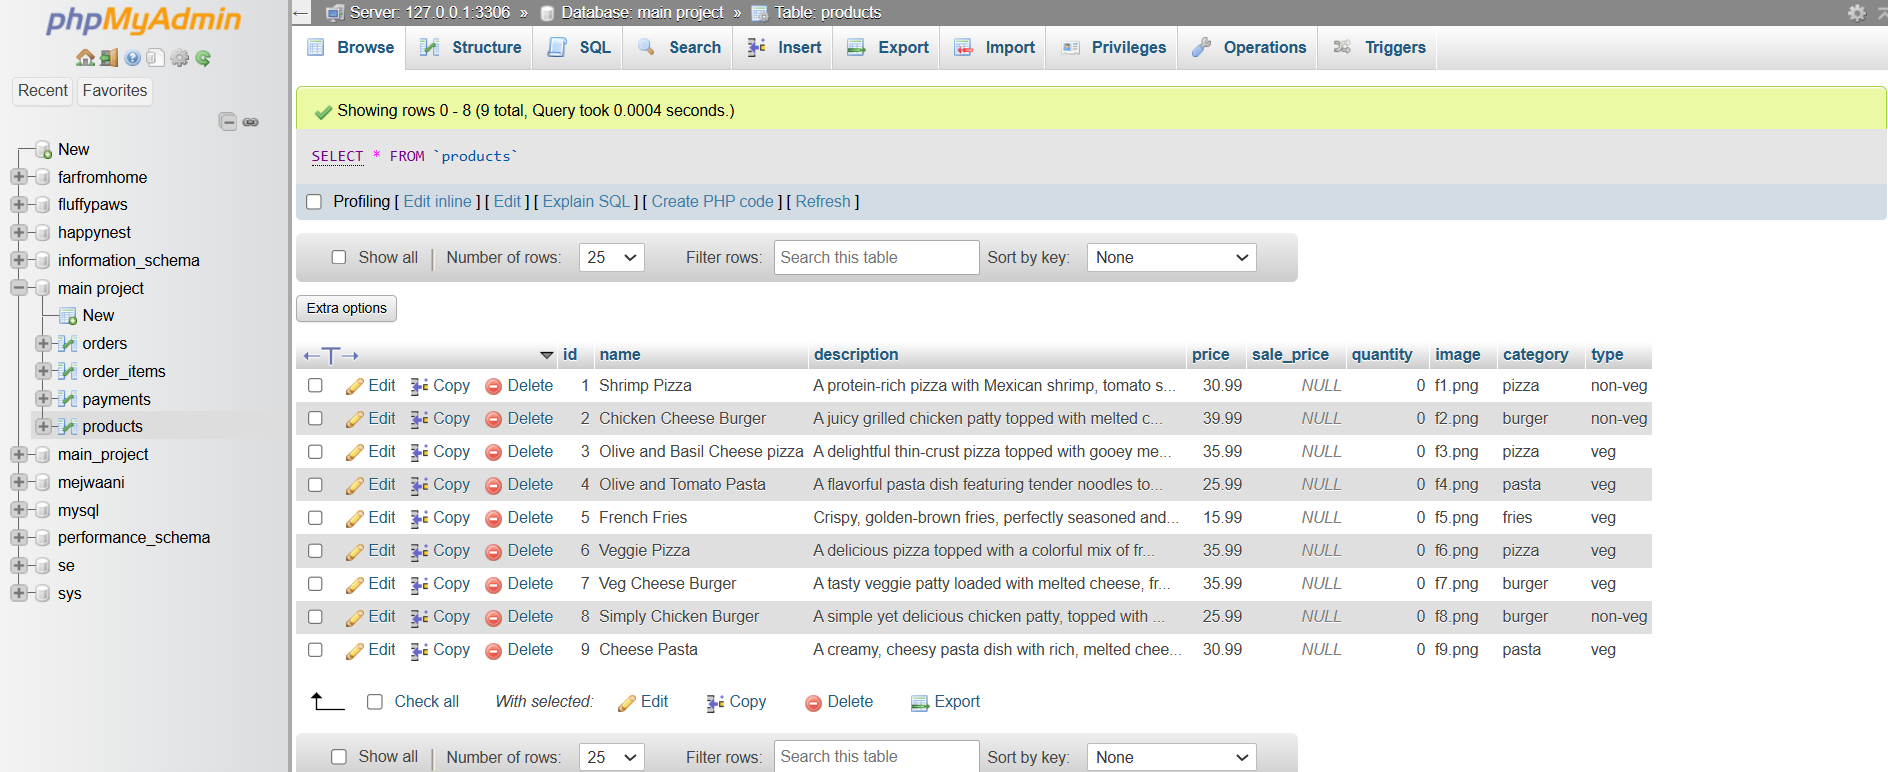 phpMyAdmin
Recent Favorites
New
farfromhome
fluffypaws
happynest
information_schema
main project
New
orders
order_items
payments
products
main_project
mejwaani
mysql
performance_schema
se
sys
Server: 127.0.0.1:3306 » Database: main project » Table: products
Browse Structure SQL Search Insert Export Import Privileges Operations Triggers
Showing rows 0 - 8 (9 total, Query took 0.0004 seconds.)
SELECT * FROM `products`
Profiling [ Edit inline ] [ Edit ] [ Explain SQL ] [ Create PHP code ] [ Refresh ]
Show all | Number of rows: 25 Filter rows: Search this table Sort by key: None
Extra options
id name description price sale_price quantity image category type
Edit Copy Delete 1 Shrimp Pizza A protein-rich pizza with Mexican shrimp, tomato s... 30.99 NULL 0 f1.png pizza non-veg
Edit Copy Delete 2 Chicken Cheese Burger A juicy grilled chicken patty topped with melted c... 39.99 NULL 0 f2.png burger non-veg
Edit Copy Delete 3 Olive and Basil Cheese pizza A delightful thin-crust pizza topped with gooey me... 35.99 NULL 0 f3.png pizza veg
Edit Copy Delete 4 Olive and Tomato Pasta A flavorful pasta dish featuring tender noodles to... 25.99 NULL 0 f4.png pasta veg
Edit Copy Delete 5 French Fries Crispy, golden-brown fries, perfectly seasoned and... 15.99 NULL 0 f5.png fries veg
Edit Copy Delete 6 Veggie Pizza A delicious pizza topped with a colorful mix of fr... 35.99 NULL 0 f6.png pizza veg
Edit Copy Delete 7 Veg Cheese Burger A tasty veggie patty loaded with melted cheese, fr... 35.99 NULL 0 f7.png burger veg
Edit Copy Delete 8 Simply Chicken Burger A simple yet delicious chicken patty, topped with ... 25.99 NULL 0 f8.png burger non-veg
Edit Copy Delete 9 Cheese Pasta A creamy, cheesy pasta dish with rich, melted chee... 30.99 NULL 0 f9.png pasta veg
Check all With selected: Edit Copy Delete Export
Show all | Number of rows: 25 Filter rows: Search this table Sort by key: None